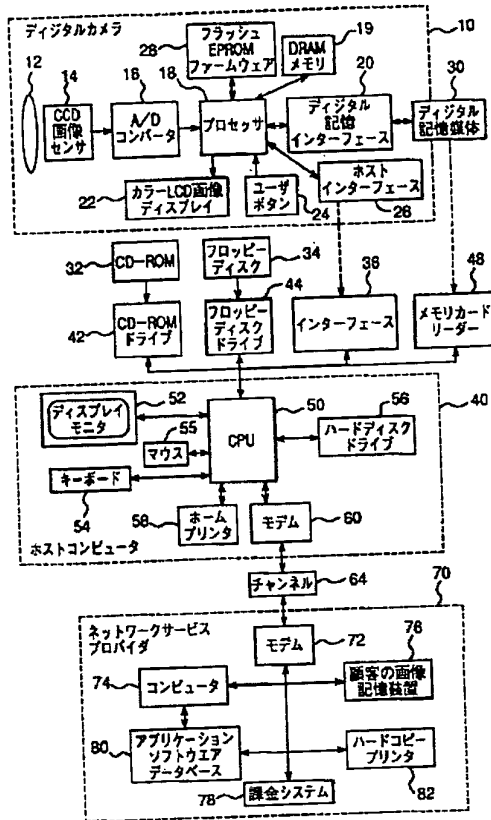 ディジタルカメラ
10
12
14
CCD
画像セ
ンサ
16
A/D
コンバータ
28
フラッシュ
EPROM
ファームウェア
18
プロセッサ
DRAM
メモリ
19
20
ディジタル
記憶
インターフェース
30
ディジタル
記憶媒体
カラーLCD画像
ディスプレイ
22
ユーザ
ボタン
24
ホスト
インターフェース
26
32
CD-ROM
フロッピー
ディスク
34
42
CD-ROM
ドライブ
44
フロッピー
ディスク
ドライブ
36
インターフェース
48
メモリカード
リーダー
40
ディスプレイ
モニタ
52
50
CPU
56
ハードディスク
ドライブ
55
マウス
キーボード
54
58
ホーム
プリンタ
モデム
60
ホストコンピュータ
チャンネル
64
70
ネットワークサービス
プロバイダ
モデム
72
76
顧客の画像
記憶装置
74
コンピュータ
80
アプリケーション
ソフトウエア
データベース
ハードコピー
プリンタ
82
78
課金システム